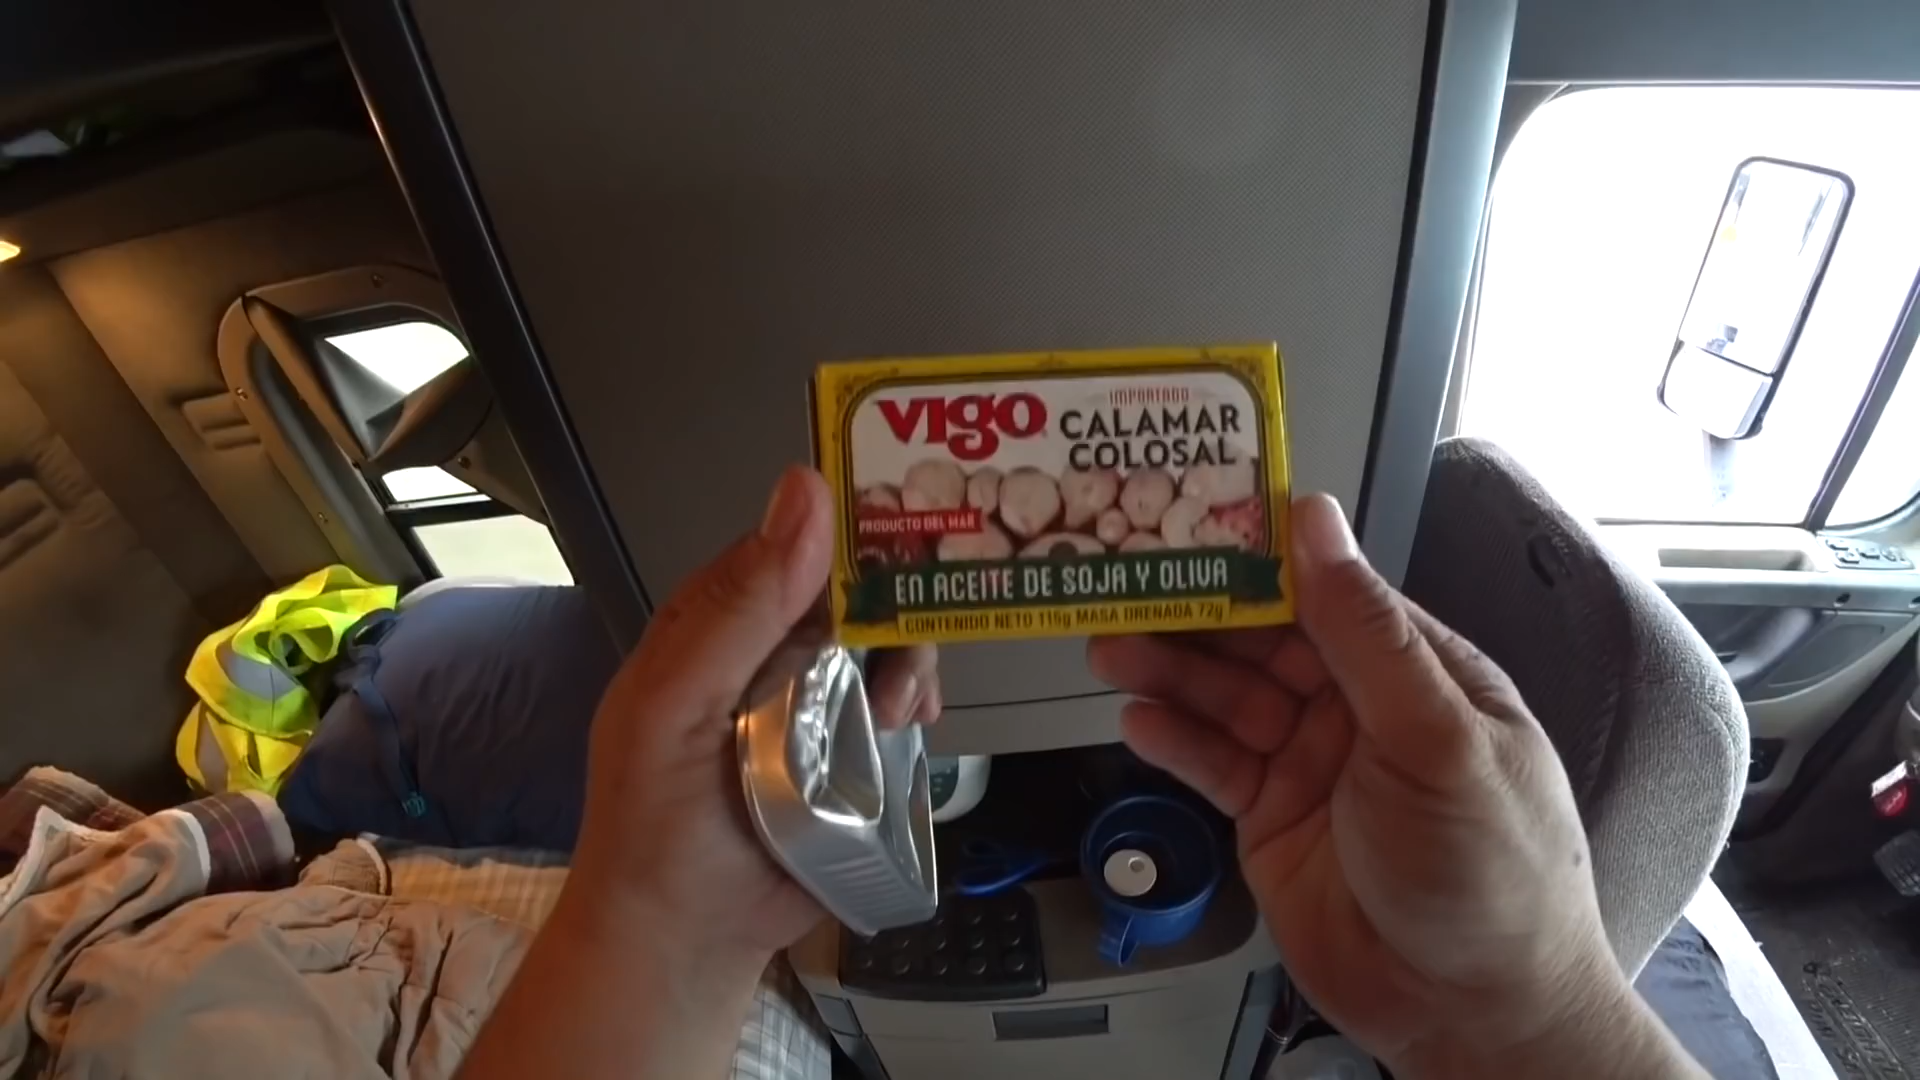 VIGO
IMPORTADO
CALAMAR
COLOSAL
PRODUCTO DEL MAR
EN ACEITE DE SOJA Y OLIVA
CONTENIDO NETO 115g MASA DRENADA 72g